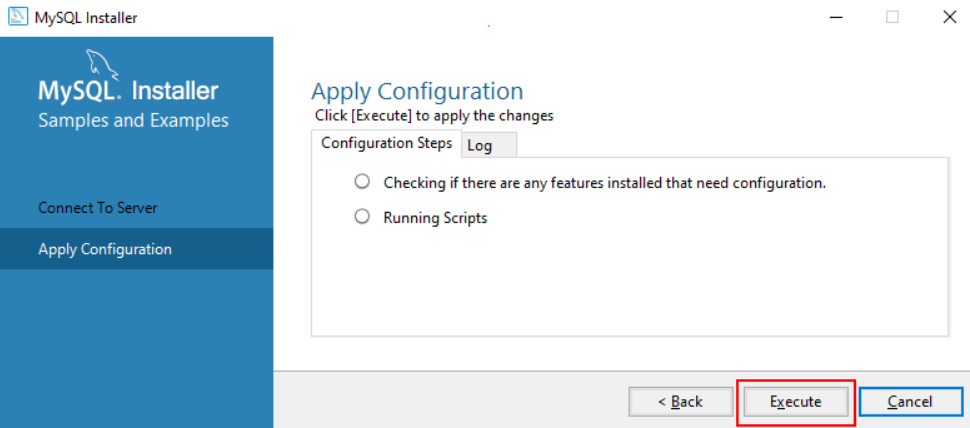 MySQL Installer
MySQL. Installer
Samples and Examples
Connect To Server
Apply Configuration
Apply Configuration
Click [Execute] to apply the changes
Configuration Steps
Log
Checking if there are any features installed that need configuration.
Running Scripts
< Back
Execute
Cancel